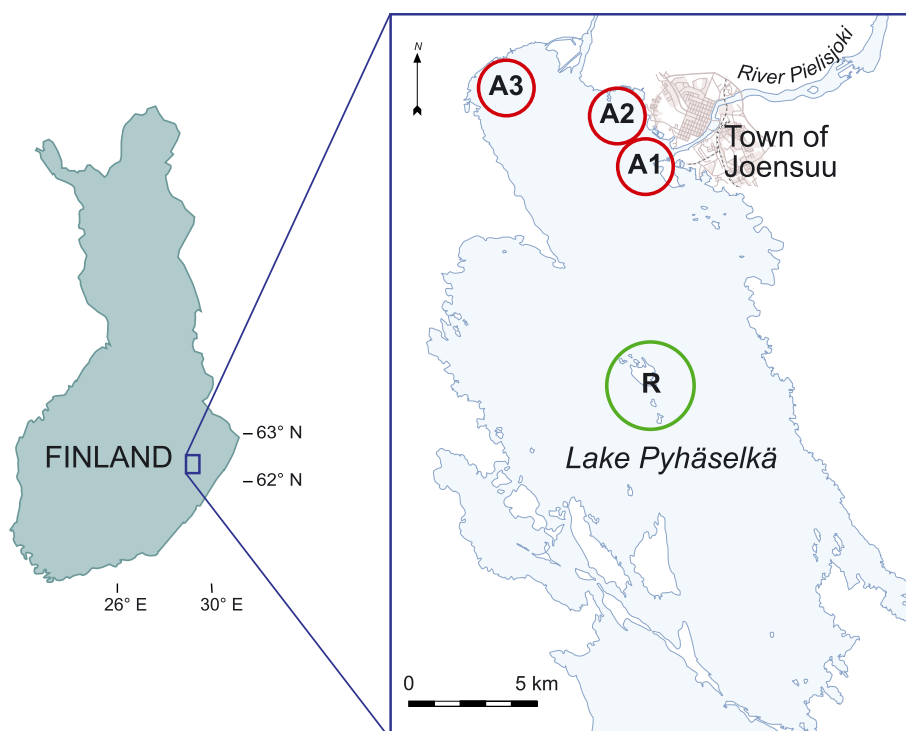 FINLAND
63° N
62° N
26° E
30° E
N
A3
A2
A1
River Pielisjoki
Town of
Joensuu
R
Lake Pyhäselkä
0
5 km